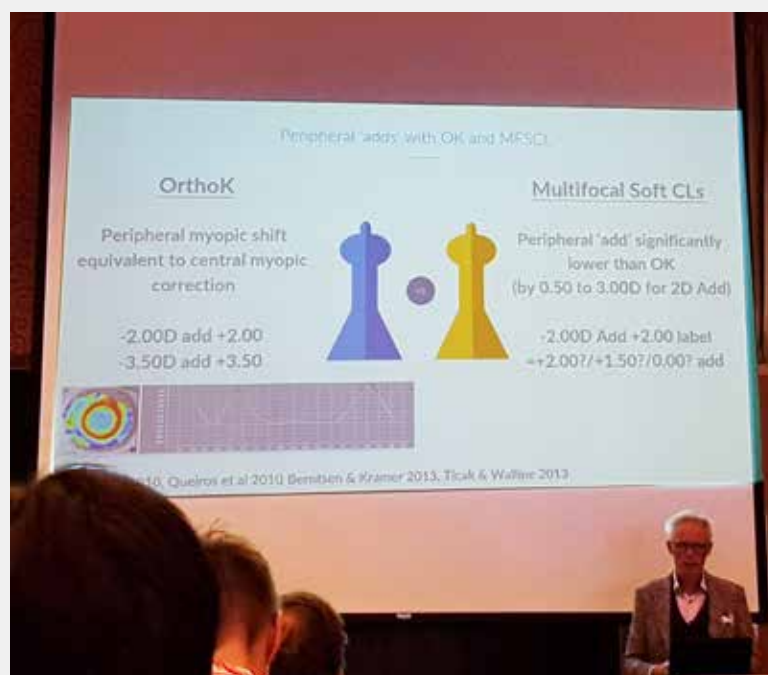 Peripheral 'adds' with OK and MFSCL
OrthoK
Peripheral myopic shift
equivalent to central myopic
correction
-2.00D add +2.00
-3.50D add +3.50
Multifocal Soft CLs
Peripheral 'add' significantly
lower than OK
(by 0.50 to 3.00D for 2D Add)
-2.00D Add +2.00 label
=+2.00?/+1.50?/0.00? add
Queiros et al 2010 Berntsen & Kramer 2013, Ticak & Walline 2013